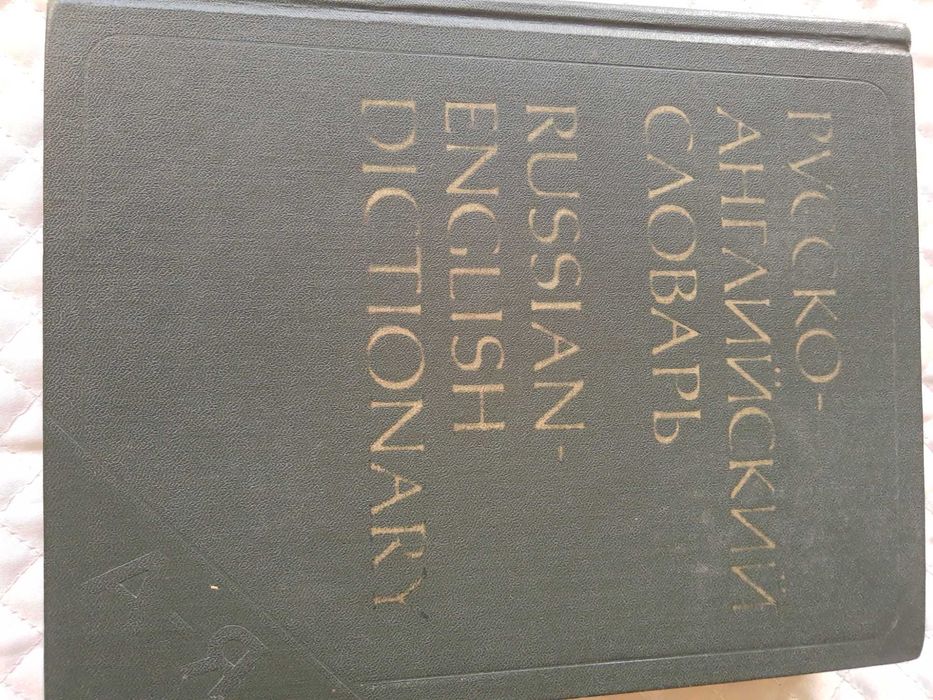 РУССКО-
АНГЛИЙСКИЙ
СЛОВАРЬ
RUSSIAN-
ENGLISH
DICTIONARY